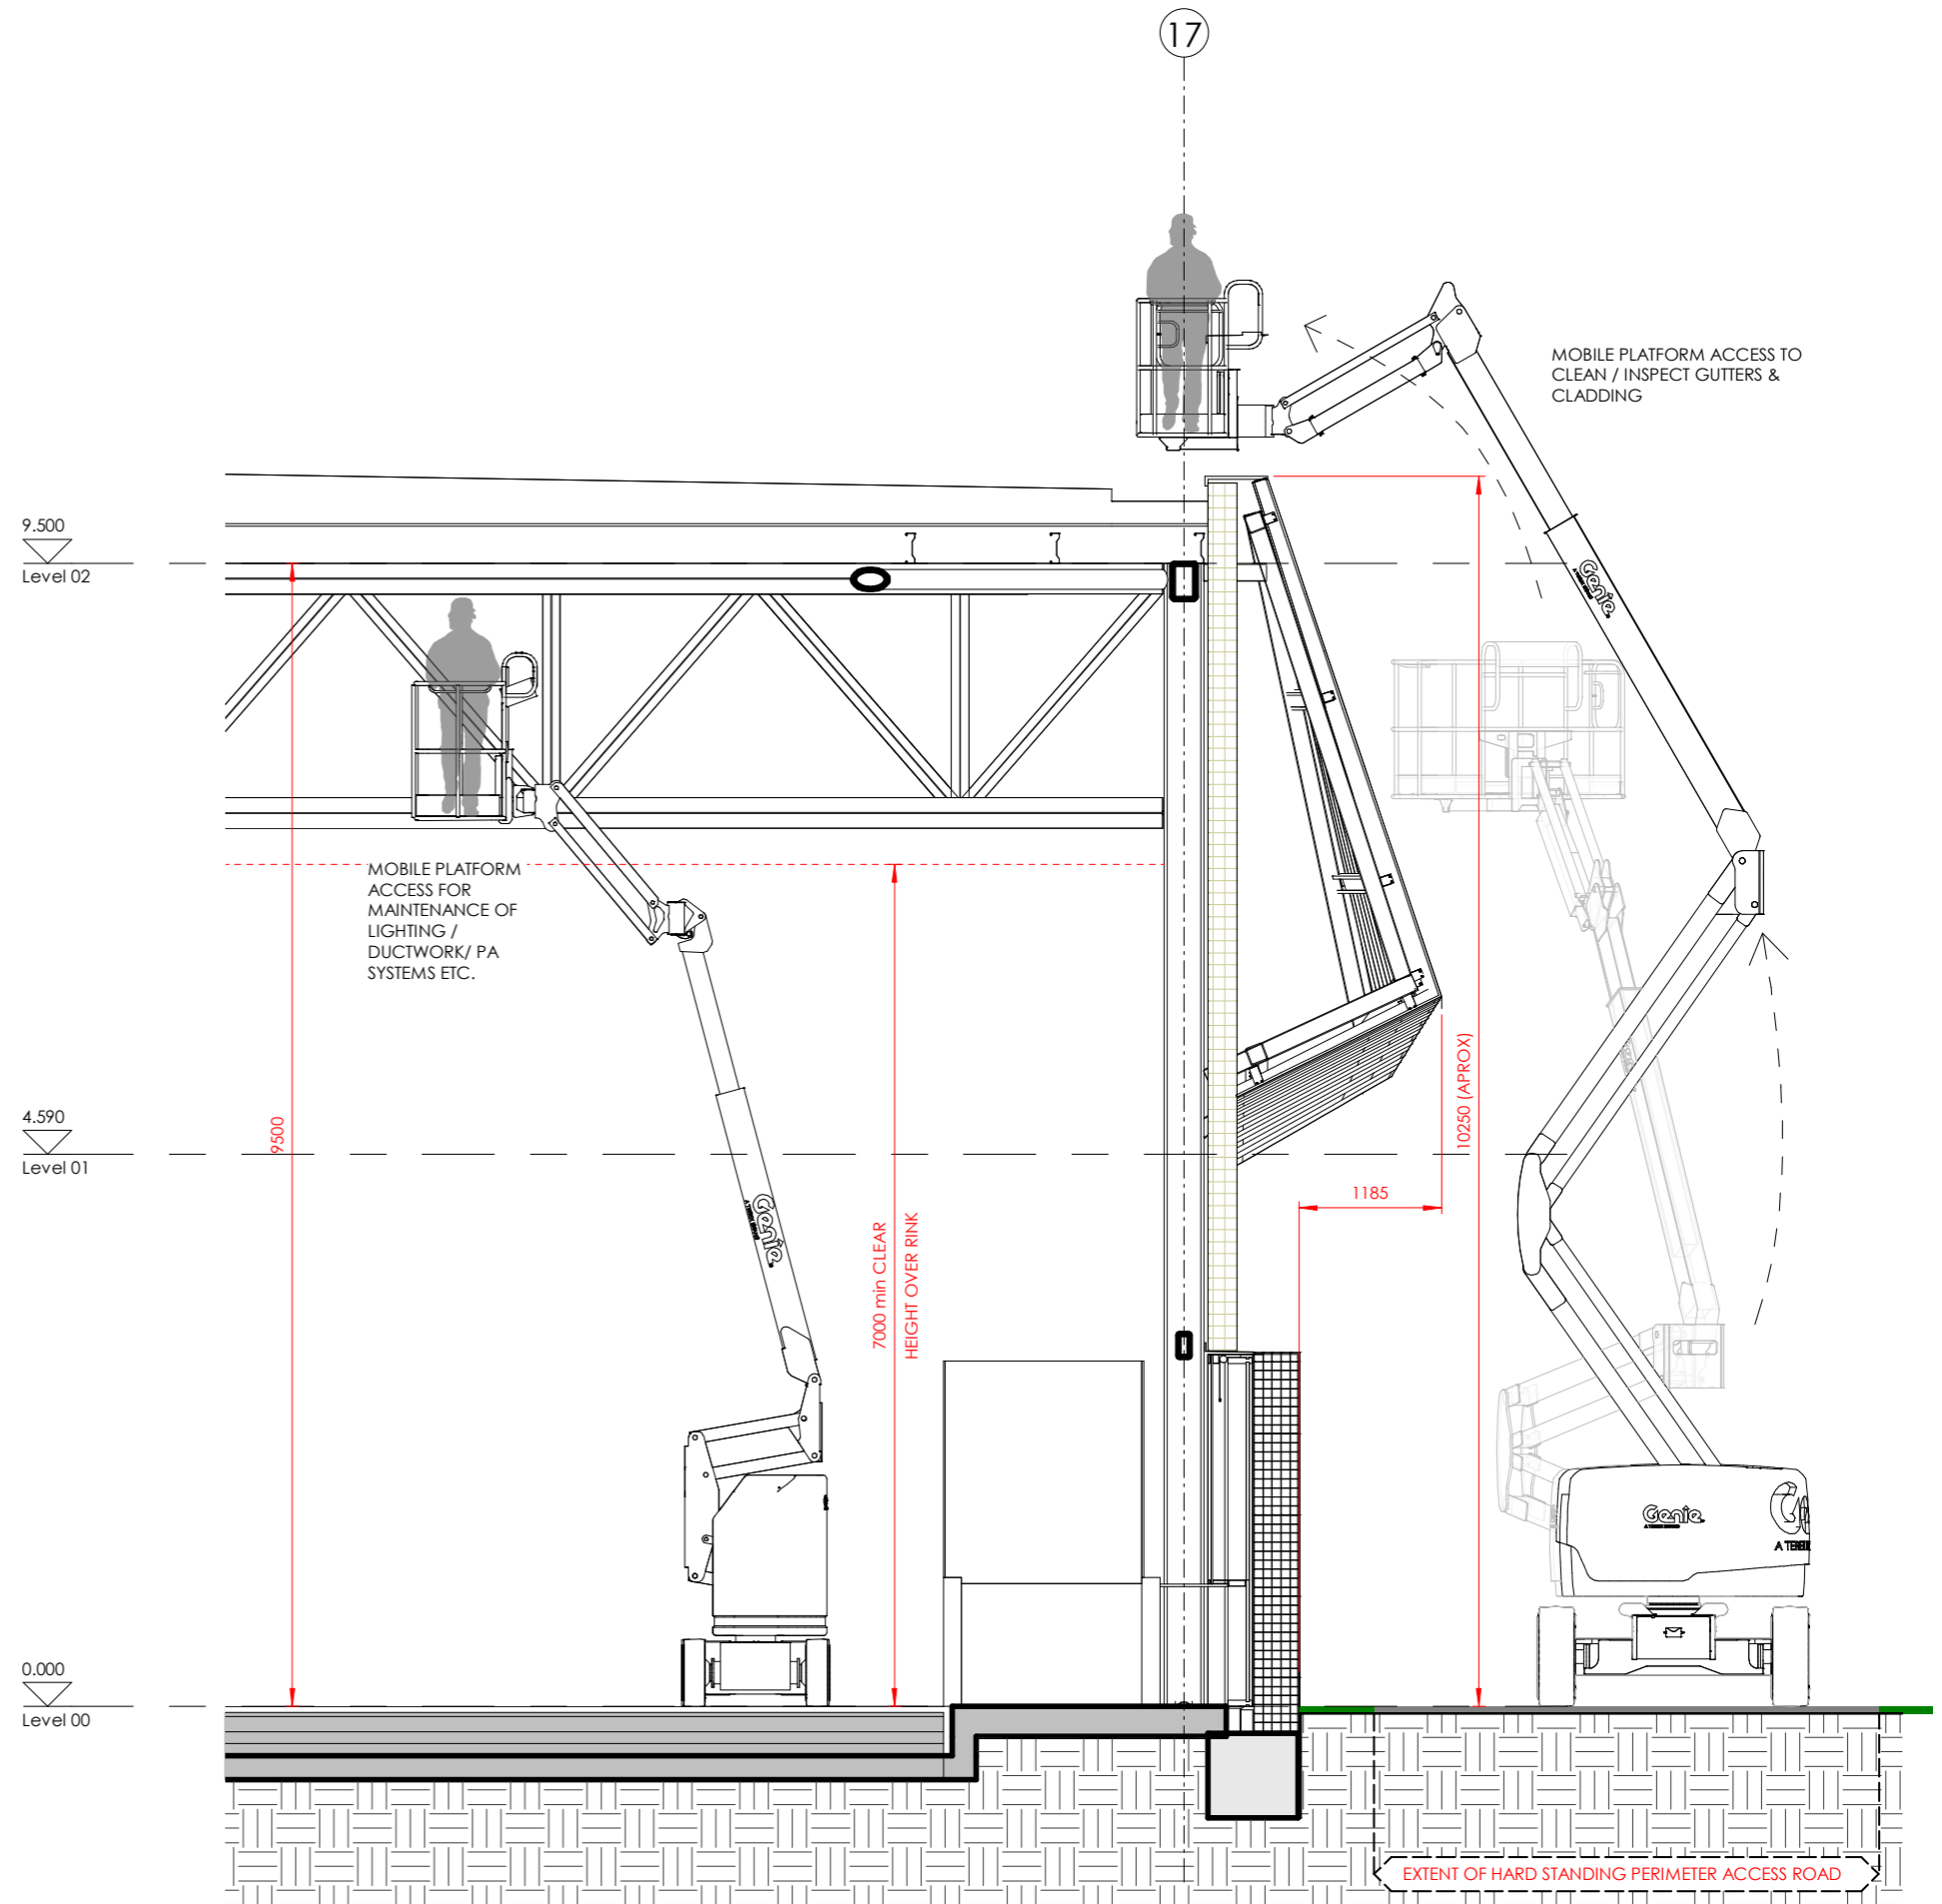 17
MOBILE PLATFORM ACCESS TO
CLEAN / INSPECT GUTTERS &
CLADDING
9.500
Level 02
Genie
MOBILE PLATFORM
ACCESS FOR
MAINTENANCE OF
LIGHTING /
DUCTWORK/ PA
SYSTEMS ETC.
4.590
Level 01
9500
10250 (APROX)
1185
Genie
7000 min CLEAR
HEIGHT OVER RINK
Genie
A TEREX
0.000
Level 00
EXTENT OF HARD STANDING PERIMETER ACCESS ROAD